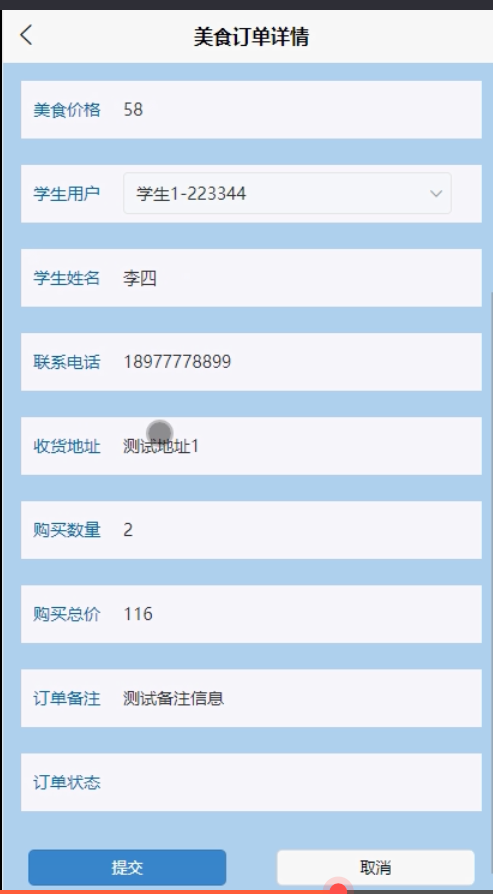 美食订单详情
美食价格 58
学生用户 学生1-223344
学生姓名 李四
联系电话 18977778899
收货地址 测试地址1
购买数量 2
购买总价 116
订单备注 测试备注信息
订单状态
提交 取消